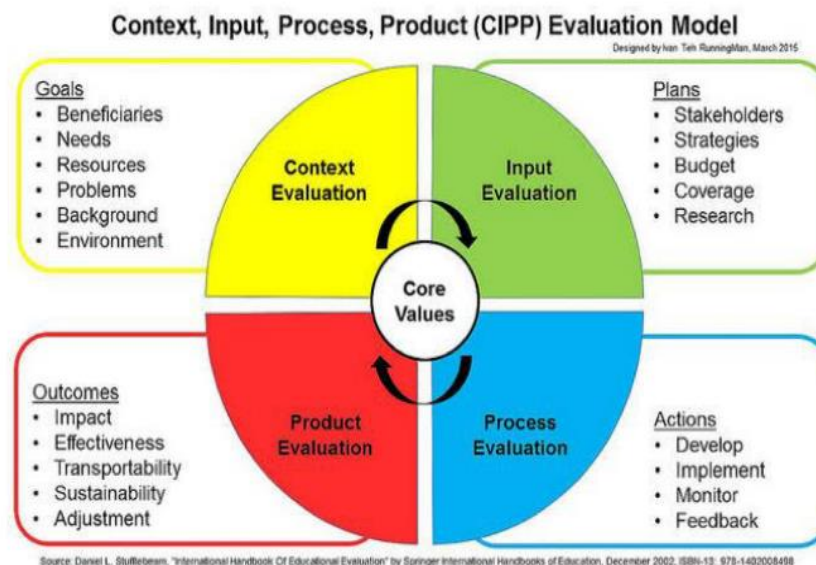 Context, Input, Process, Product (CIPP) Evaluation Model
Designed by Ivan Teh RunningMan, March 2015
Goals
• Beneficiaries
• Needs
• Resources
• Problems
• Background
• Environment
Context
Evaluation
Input
Evaluation
Plans
• Stakeholders
• Strategies
• Budget
• Coverage
• Research
Core
Values
Outcomes
• Impact
• Effectiveness
• Transportability
• Sustainability
• Adjustment
Product
Evaluation
Process
Evaluation
Actions
• Develop
• Implement
• Monitor
• Feedback
Source: Daniel L. Stufflebeam, "International Handbook Of Educational Evaluation" by Springer International Handbooks of Education, December 2002, ISBN-13: 978-1402008498